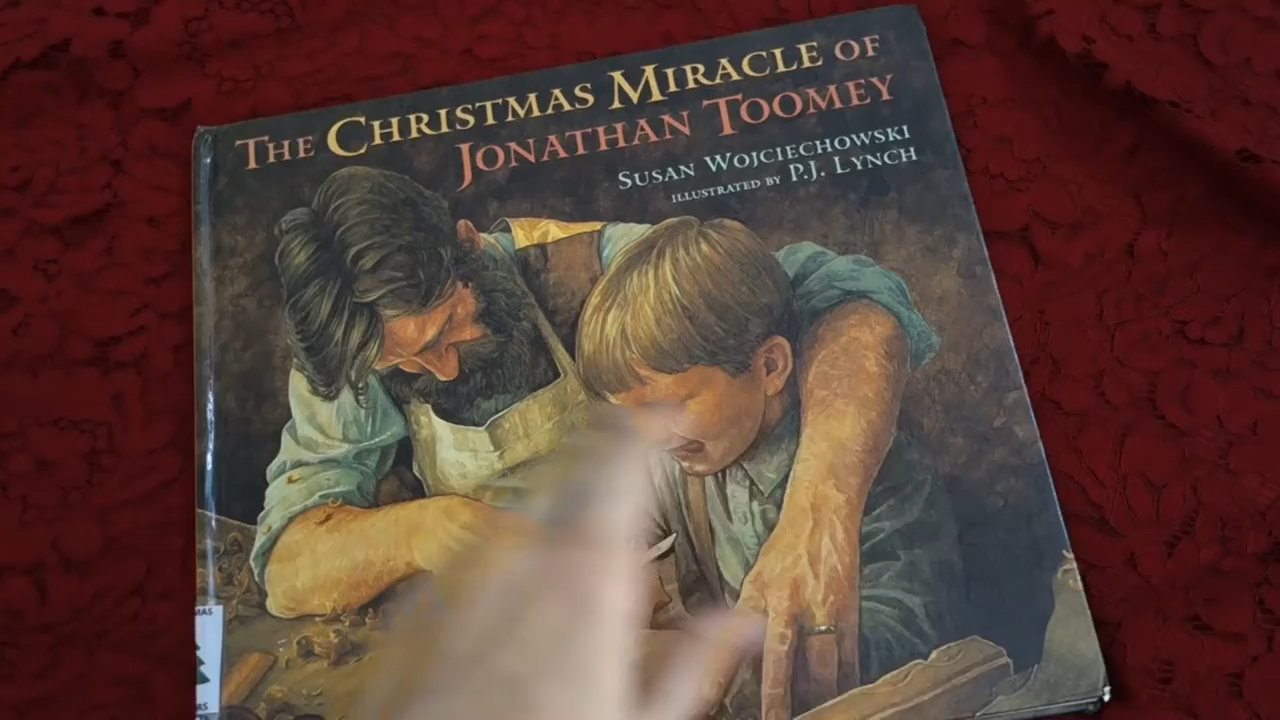 THE CHRISTMAS MIRACLE OF
JONATHAN TOOMEY
SUSAN WOJCIECHOWSKI
ILLUSTRATED BY P.J. LYNCH